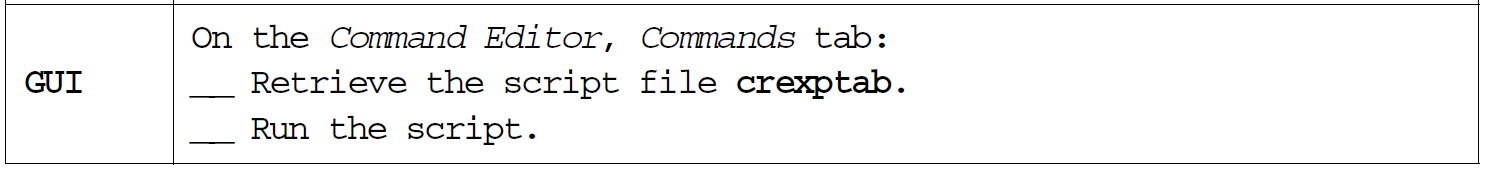 On the Command Editor, Commands tab:
GUI __ Retrieve the script file crexptab.
__ Run the script.